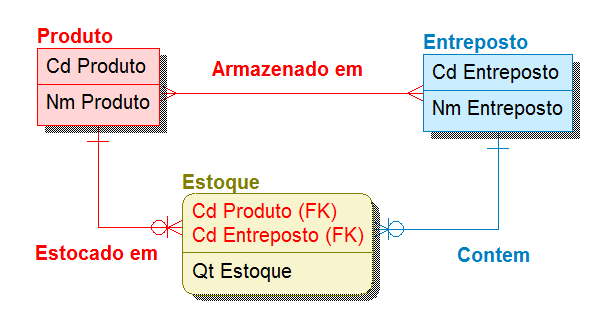 Produto
Cd Produto
Nm Produto
Armazenado em
Entreposto
Cd Entreposto
Nm Entreposto
Estoque
Cd Produto (FK)
Cd Entreposto (FK)
Qt Estoque
Estocado em
Contem